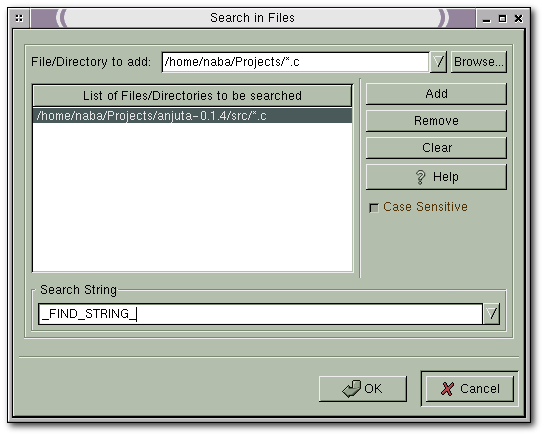 Search in Files
File/Directory to add: /home/naba/Projects/*.c Browse...
List of Files/Directories to be searched
/home/naba/Projects/anjuta-0.1.4/src/*.c
Add
Remove
Clear
Help
Case Sensitive
Search String
_FIND_STRING_
OK Cancel